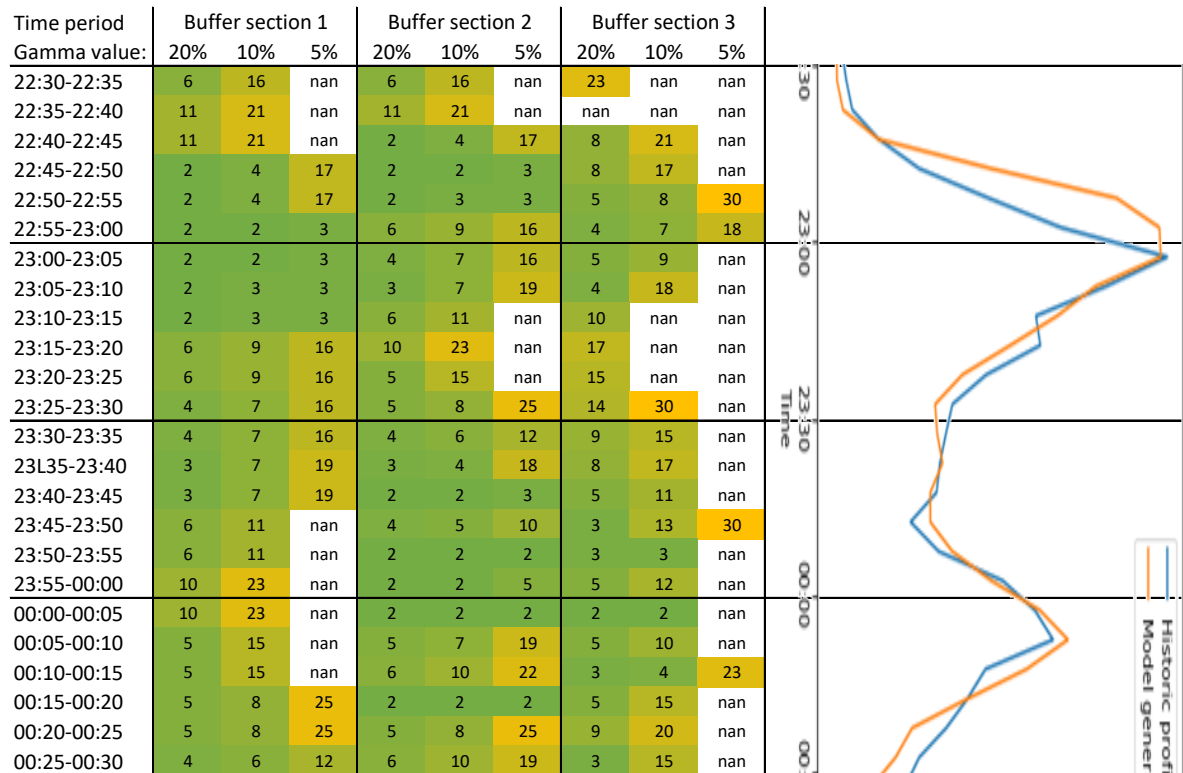 Time period Buffer section 1 Buffer section 2 Buffer section 3
Gamma value: 20% 10% 5% 20% 10% 5% 20% 10% 5%
22:30-22:35 6 16 nan 6 16 nan 23 nan nan
22:35-22:40 11 21 nan 11 21 nan nan nan nan
22:40-22:45 11 21 nan 2 4 17 8 21 nan
22:45-22:50 2 4 17 2 2 3 8 17 nan
22:50-22:55 2 4 17 2 3 3 5 8 30
22:55-23:00 2 2 3 6 9 16 4 7 18
23:00-23:05 2 2 3 4 7 16 5 9 nan
23:05-23:10 2 3 3 3 7 19 4 18 nan
23:10-23:15 2 3 3 6 11 nan 10 nan nan
23:15-23:20 6 9 16 10 23 nan 17 nan nan
23:20-23:25 6 9 16 5 15 nan 15 nan nan
23:25-23:30 4 7 16 5 8 25 14 30 nan
23:30-23:35 4 7 16 4 6 12 9 15 nan
23L35-23:40 3 7 19 3 4 18 8 17 nan
23:40-23:45 3 7 19 2 2 3 5 11 nan
23:45-23:50 6 11 nan 4 5 10 3 13 30
23:50-23:55 6 11 nan 2 2 2 3 3 nan
23:55-00:00 10 23 nan 2 2 5 5 12 nan
00:00-00:05 10 23 nan 2 2 2 2 2 nan
00:05-00:10 5 15 nan 5 7 19 5 10 nan
00:10-00:15 5 15 nan 6 10 22 3 4 23
00:15-00:20 5 8 25 2 2 2 5 15 nan
00:20-00:25 5 8 25 5 8 25 9 20 nan
00:25-00:30 4 6 12 6 10 19 3 15 nan
:30
23:00
23:30
00:00
00:
Time
Historic profi
Model gener